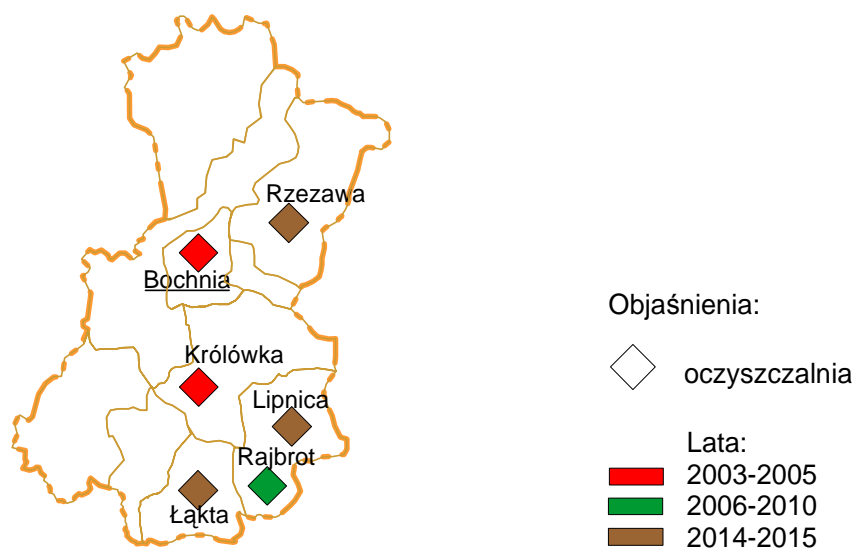 Rzezawa
Bochnia
Królówka
Lipnica
Rajbrot
Łąkta
Objaśnienia:
oczyszczalnia
Lata:
2003-2005
2006-2010
2014-2015